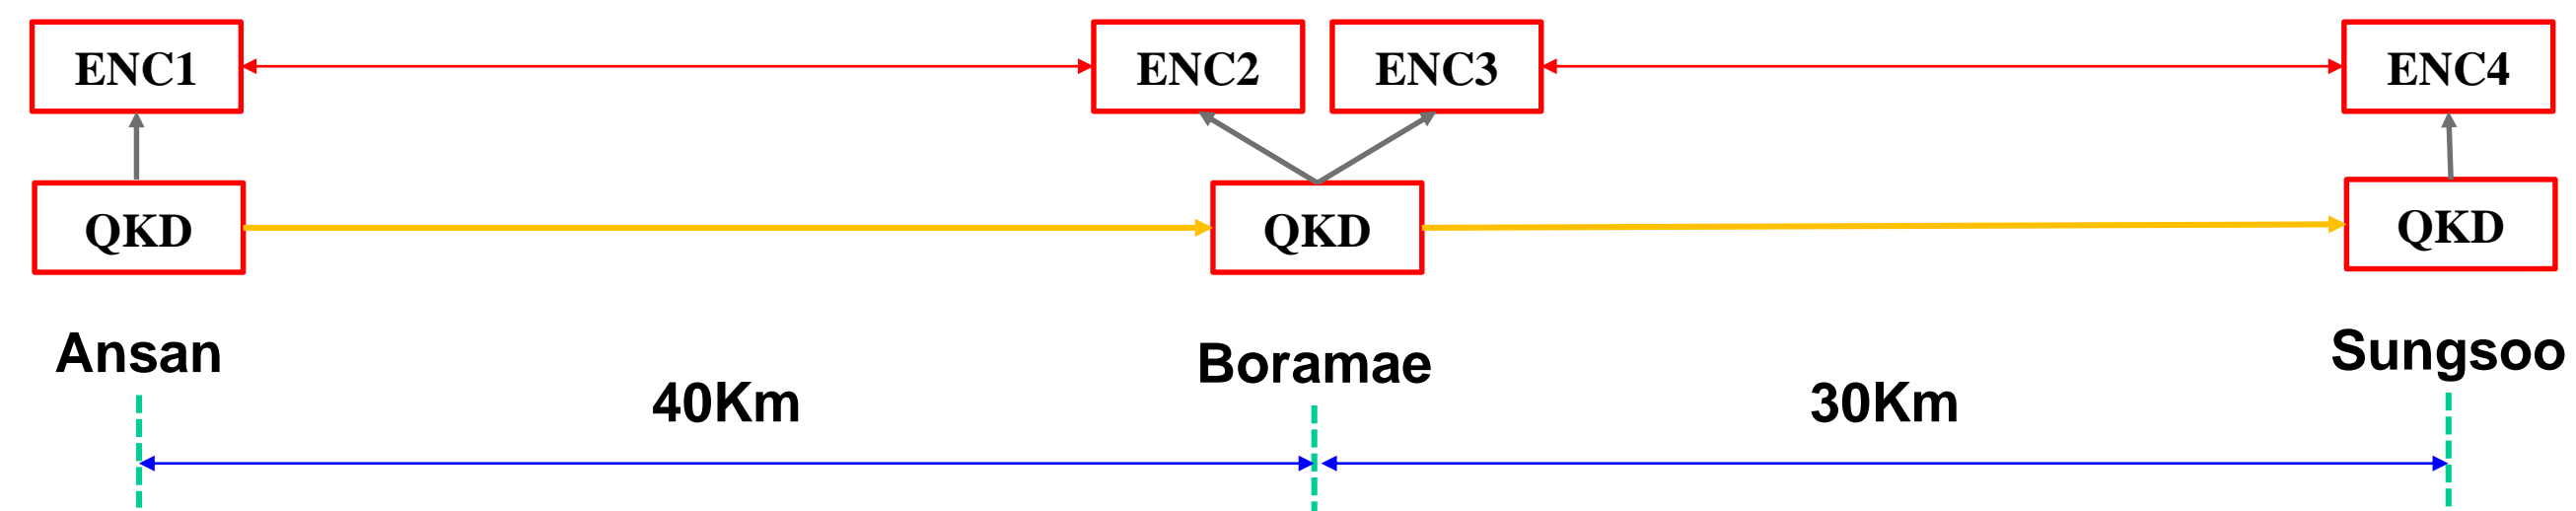 ENC1
ENC2
ENC3
ENC4
QKD
QKD
QKD
Ansan
Boramae
Sungsoo
40Km
30Km